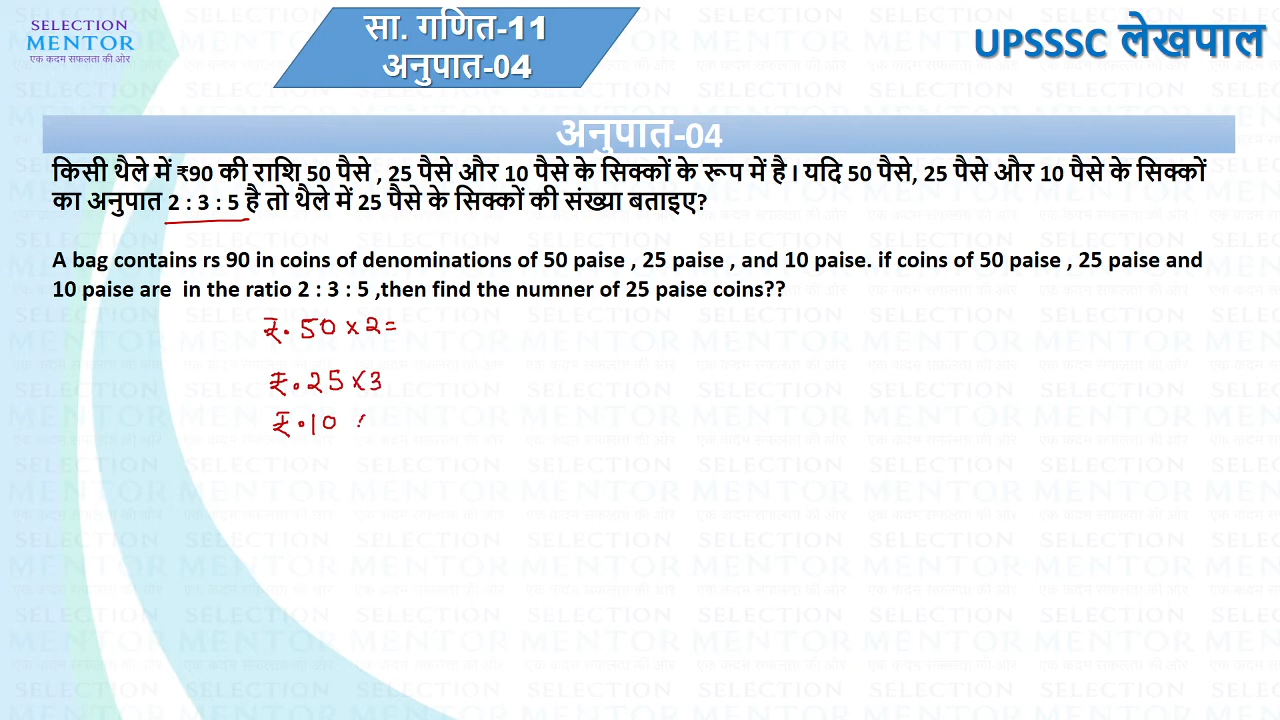 SELECTION
MENTOR
एक कदम सफलता की ओर
सा. गणित-11
अनुपात-04
UPSSSC लेखपाल
अनुपात-04
किसी थैले में ₹90 की राशि 50 पैसे , 25 पैसे और 10 पैसे के सिक्कों के रूप में है I यदि 50 पैसे, 25 पैसे और 10 पैसे के सिक्कों
का अनुपात 2 : 3 : 5 है तो थैले में 25 पैसे के सिक्कों की संख्या बताइए?
A bag contains rs 90 in coins of denominations of 50 paise , 25 paise , and 10 paise. if coins of 50 paise , 25 paise and
10 paise are in the ratio 2 : 3 : 5 ,then find the numner of 25 paise coins??
₹.50 × 2 =
₹.25 × 3
₹.10